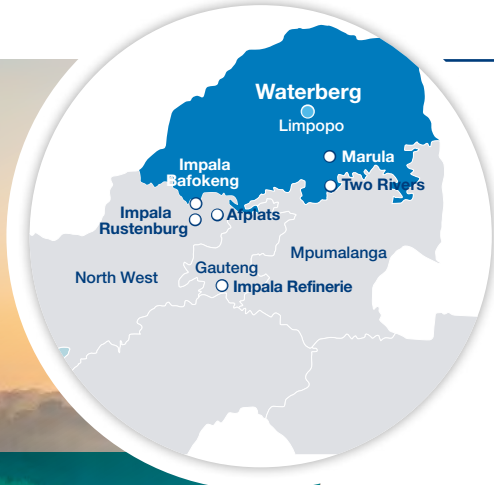 Waterberg
Limpopo
Marula
Impala
Bafokeng
Two Rivers
Impala
Rustenburg
Afplats
Mpumalanga
Gauteng
North West
Impala Refinerie